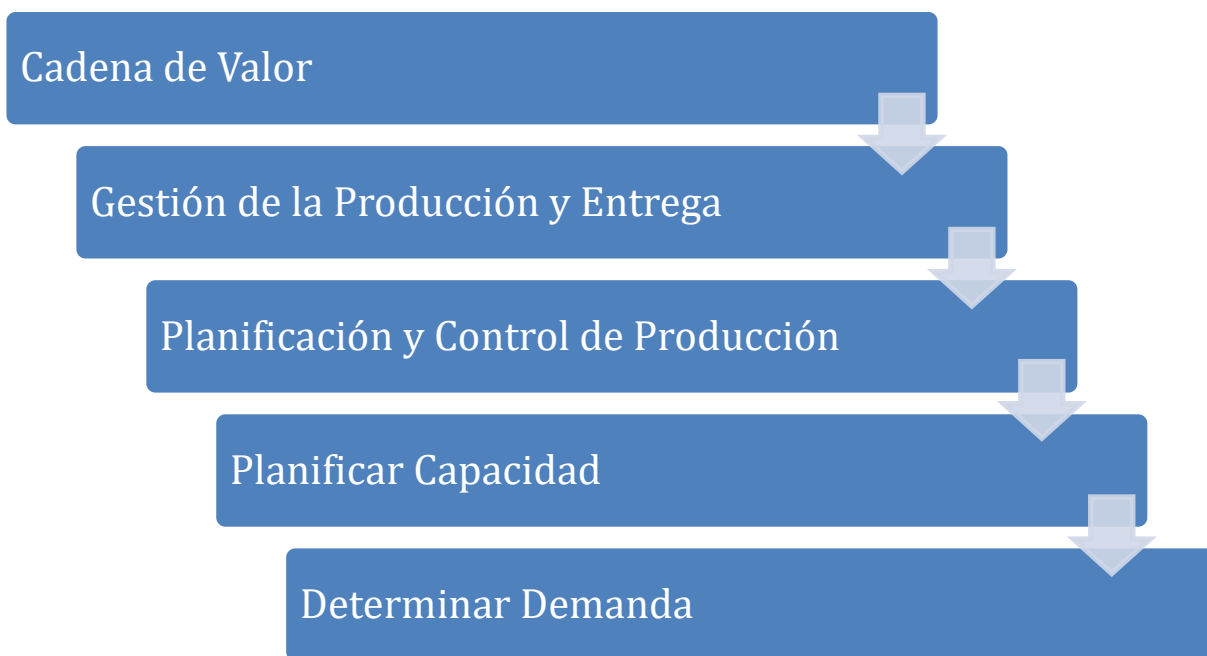 Cadena de Valor
Gestión de la Producción y Entrega
Planificación y Control de Producción
Planificar Capacidad
Determinar Demanda